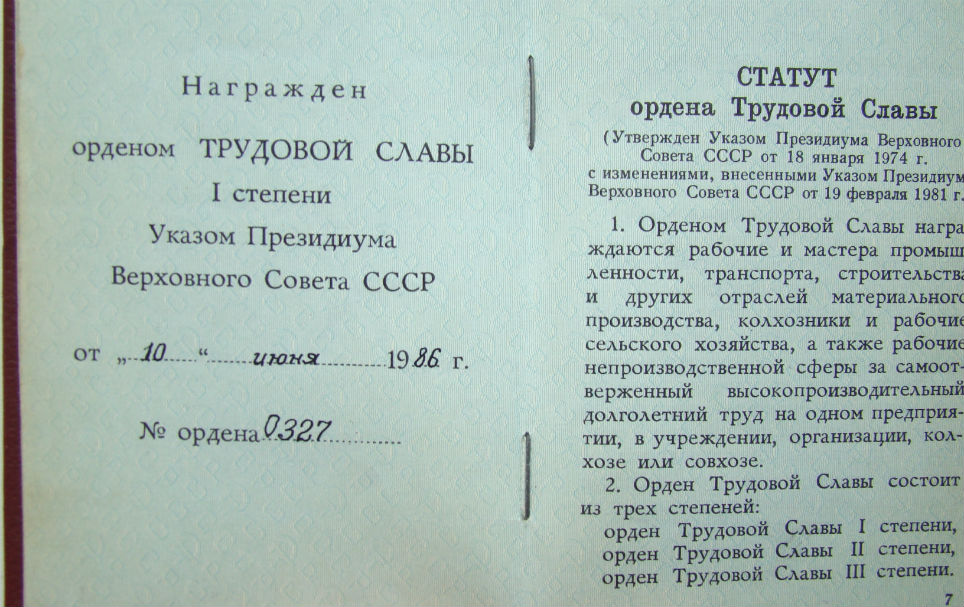 Награжден
орденом ТРУДОВОЙ СЛАВЫ
I степени
Указом Президиума
Верховного Совета СССР
от „ 10 “ июня 1986 г.
№ ордена 0327
СТАТУТ
ордена Трудовой Славы
(Утвержден Указом Президиума Верховного
Совета СССР от 18 января 1974 г.
с изменениями, внесенными Указом Президиум
Верховного Совета СССР от 19 февраля 1981 г.
1. Орденом Трудовой Славы награ
ждаются рабочие и мастера промыш
ленности, транспорта, строительства
и других отраслей материального
производства, колхозники и рабочие
сельского хозяйства, а также рабочие
непроизводственной сферы за самоот-
верженный высокопроизводительный
долголетний труд на одном предприя-
тии, в учреждении, организации, кол-
хозе или совхозе.
2. Орден Трудовой Славы состоит
из трех степеней:
орден Трудовой Славы I степени,
орден Трудовой Славы II степени,
орден Трудовой Славы III степени.
7